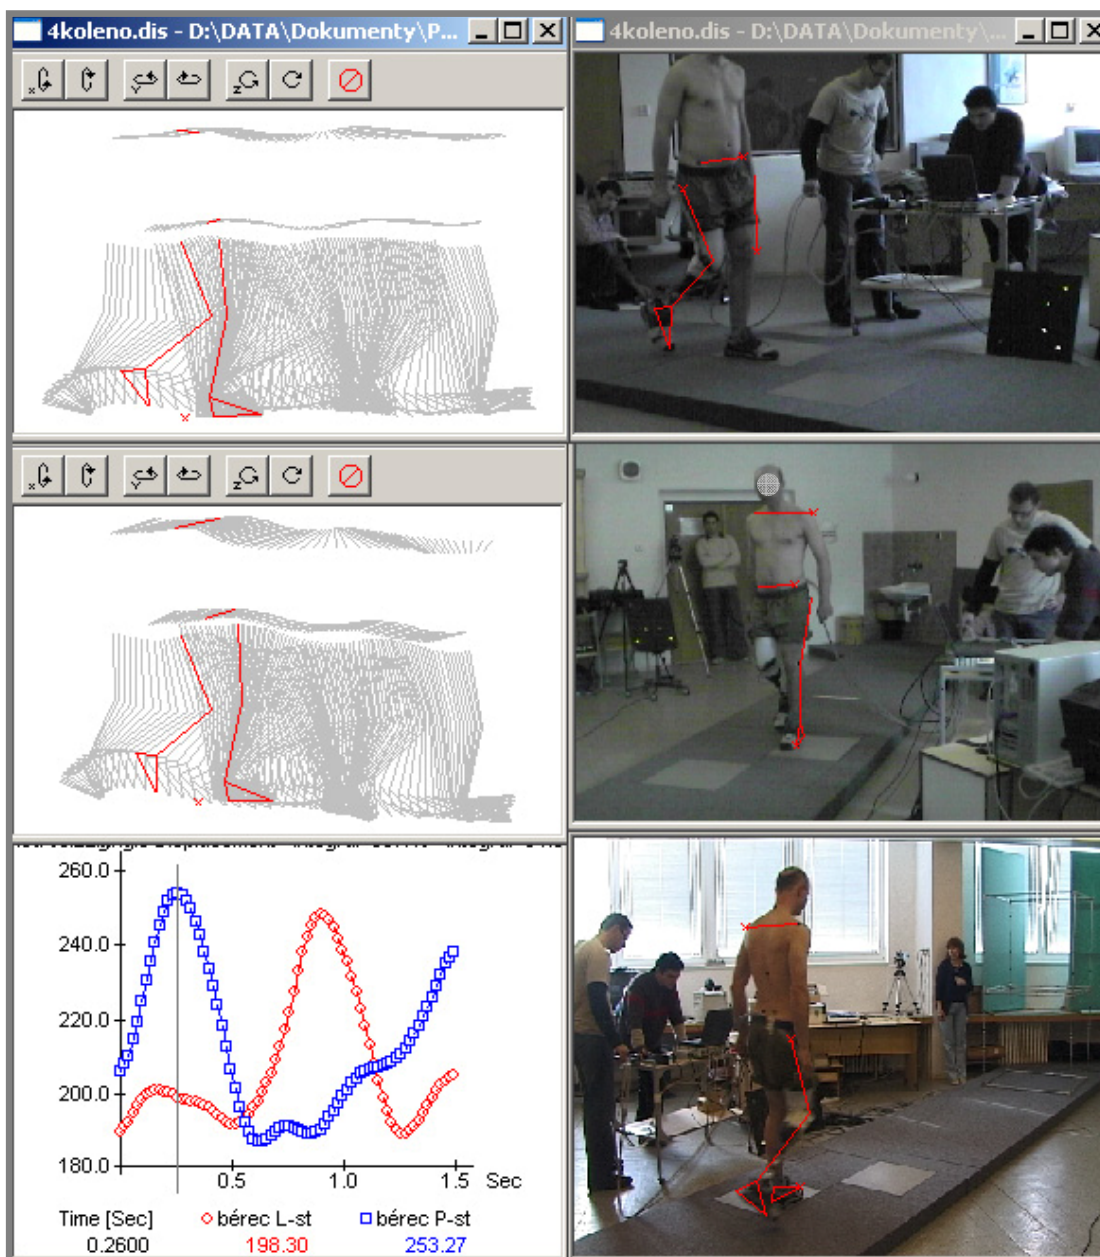 4koleno.dis - D:\DATA\Dokumenty\P...
4koleno.dis - D:\DATA\Dokumenty\...
x
Y
z
x
Y
z
260.0
240.0
220.0
200.0
180.0
0.5 1.0 1.5 Sec
Time [Sec] bérec L-st bérec P-st
0.2600 198.30 253.27